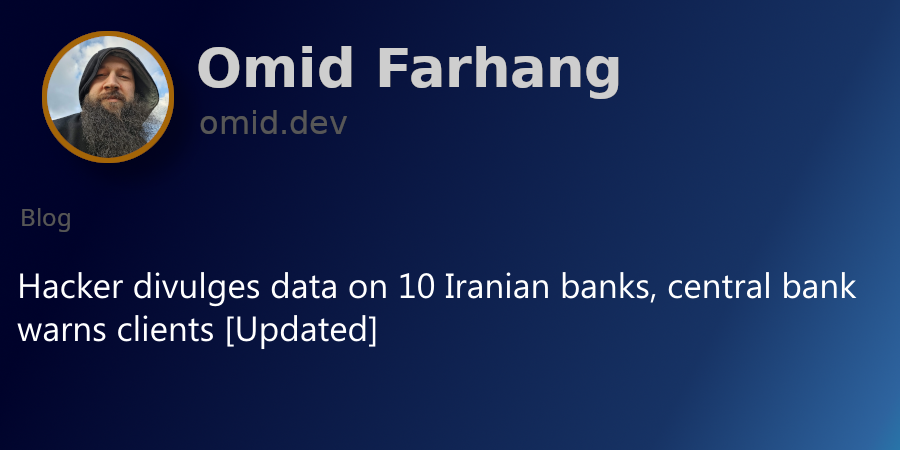 Omid Farhang
omid.dev
Blog
Hacker divulges data on 10 Iranian banks, central bank
warns clients [Updated]